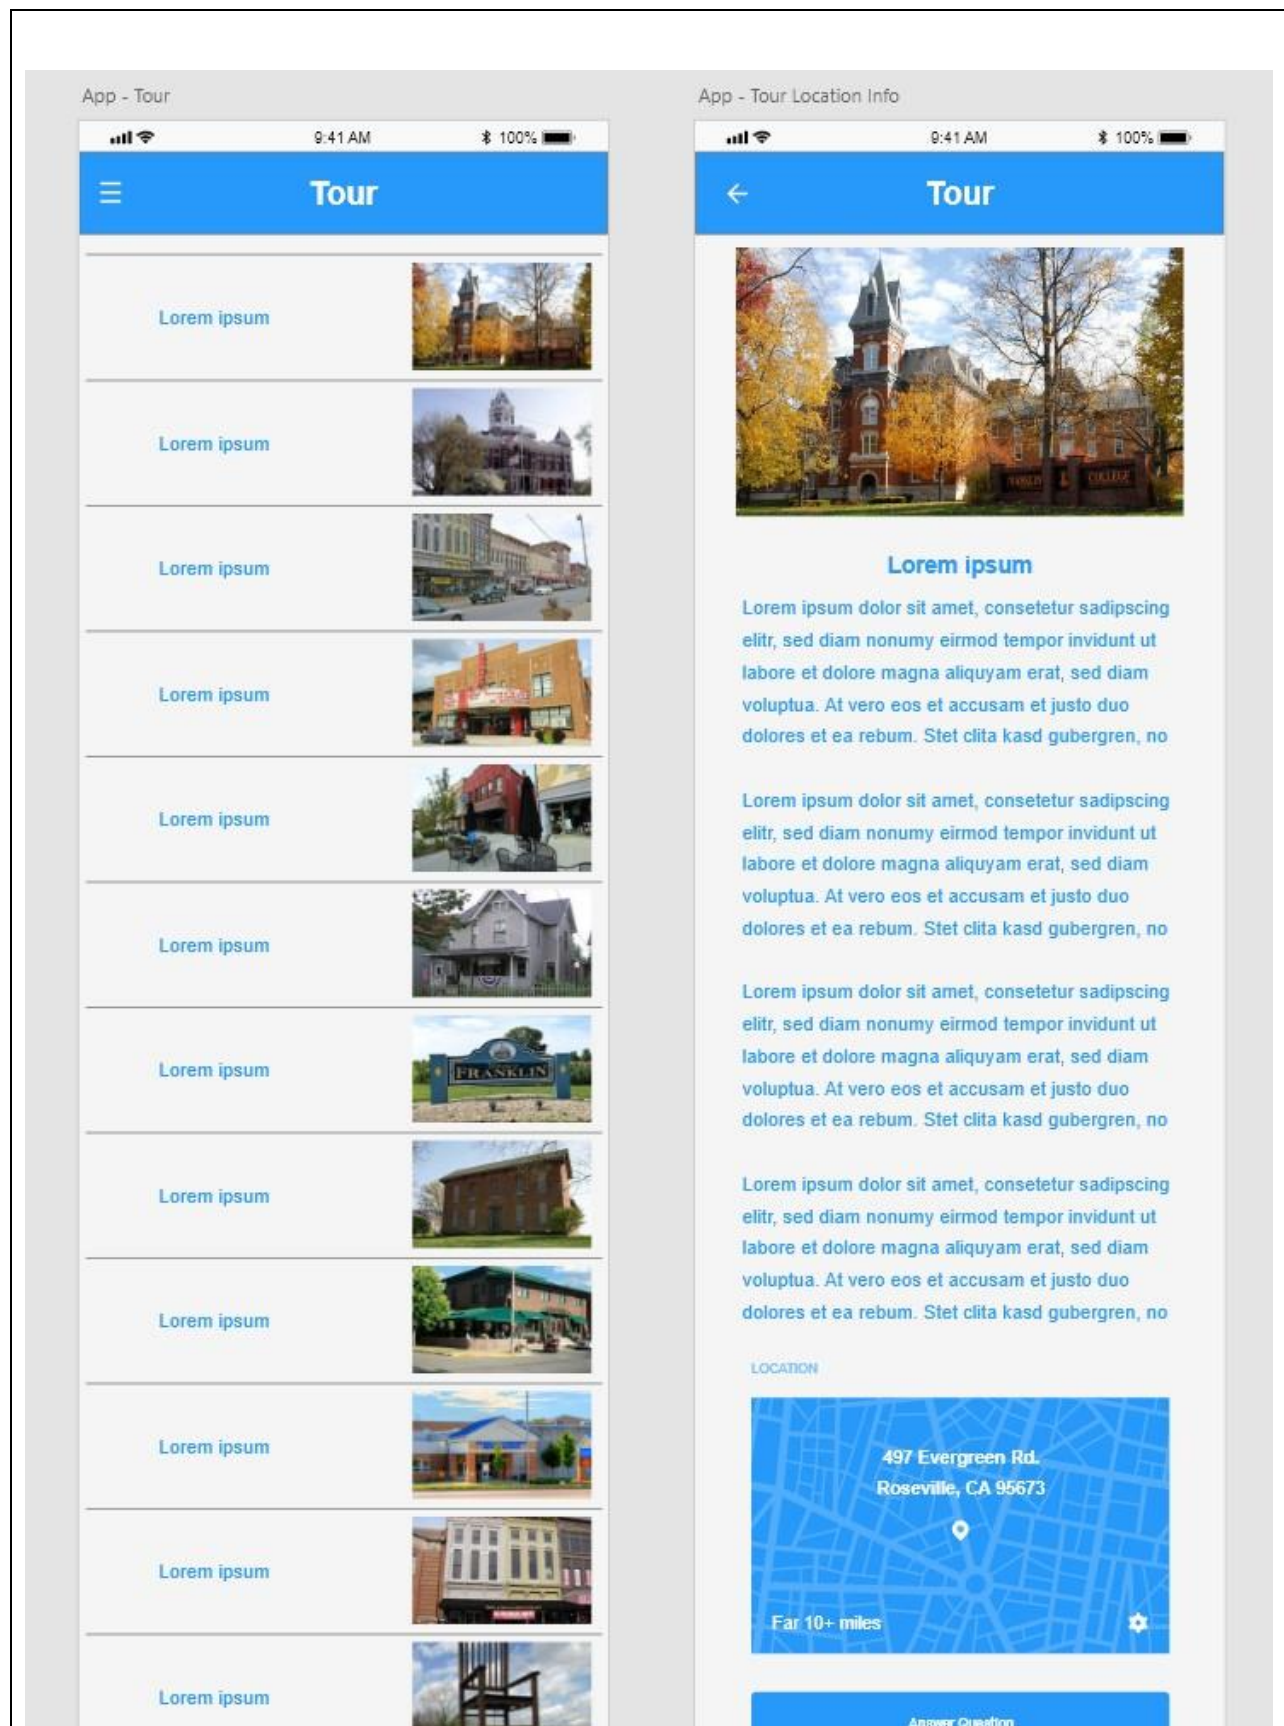 App - Tour
9:41 AM
100%
Tour
Lorem ipsum
Lorem ipsum
Lorem ipsum
Lorem ipsum
Lorem ipsum
Lorem ipsum
Lorem ipsum
FRANKLIN
Lorem ipsum
Lorem ipsum
Lorem ipsum
Lorem ipsum
Lorem ipsum
App - Tour Location Info
9:41 AM
100%
Tour
FRANKLIN COLLEGE
Lorem ipsum
Lorem ipsum dolor sit amet, consetetur sadipscing
elitr, sed diam nonumy eirmod tempor invidunt ut
labore et dolore magna aliquyam erat, sed diam
voluptua. At vero eos et accusam et justo duo
dolores et ea rebum. Stet clita kasd gubergren, no
Lorem ipsum dolor sit amet, consetetur sadipscing
elitr, sed diam nonumy eirmod tempor invidunt ut
labore et dolore magna aliquyam erat, sed diam
voluptua. At vero eos et accusam et justo duo
dolores et ea rebum. Stet clita kasd gubergren, no
Lorem ipsum dolor sit amet, consetetur sadipscing
elitr, sed diam nonumy eirmod tempor invidunt ut
labore et dolore magna aliquyam erat, sed diam
voluptua. At vero eos et accusam et justo duo
dolores et ea rebum. Stet clita kasd gubergren, no
Lorem ipsum dolor sit amet, consetetur sadipscing
elitr, sed diam nonumy eirmod tempor invidunt ut
labore et dolore magna aliquyam erat, sed diam
voluptua. At vero eos et accusam et justo duo
dolores et ea rebum. Stet clita kasd gubergren, no
LOCATION
497 Evergreen Rd.
Roseville, CA 95673
Far 10+ miles
Answer Question